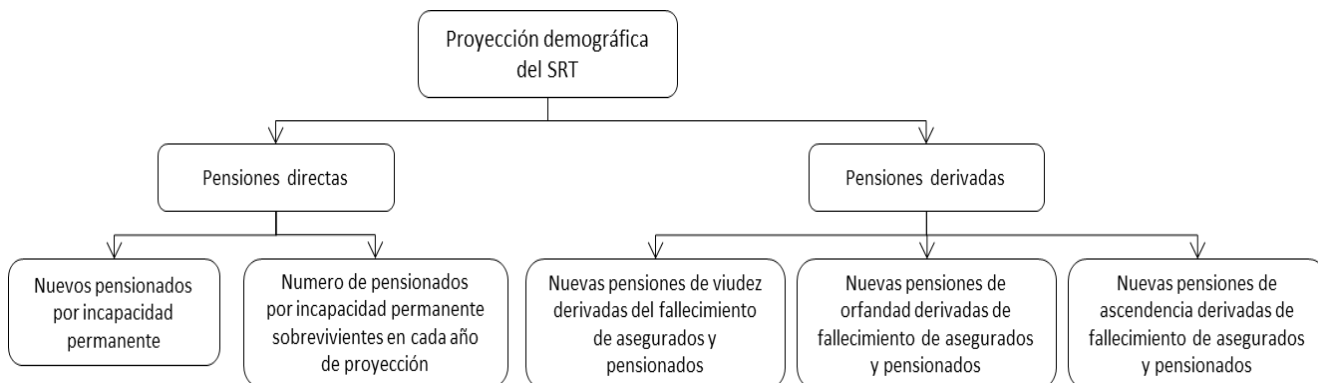 Proyección demográfica
del SRT
Pensiones directas
Pensiones derivadas
Nuevos pensionados
por incapacidad
permanente
Numero de pensionados
por incapacidad permanente
sobrevivientes en cada año
de proyección
Nuevas pensiones de viudez
derivadas del fallecimiento
de asegurados y
pensionados
Nuevas pensiones de
orfandad derivadas de
fallecimiento de asegurados
y pensionados
Nuevas pensiones de
ascendencia derivadas de
fallecimiento de asegurados
y pensionados